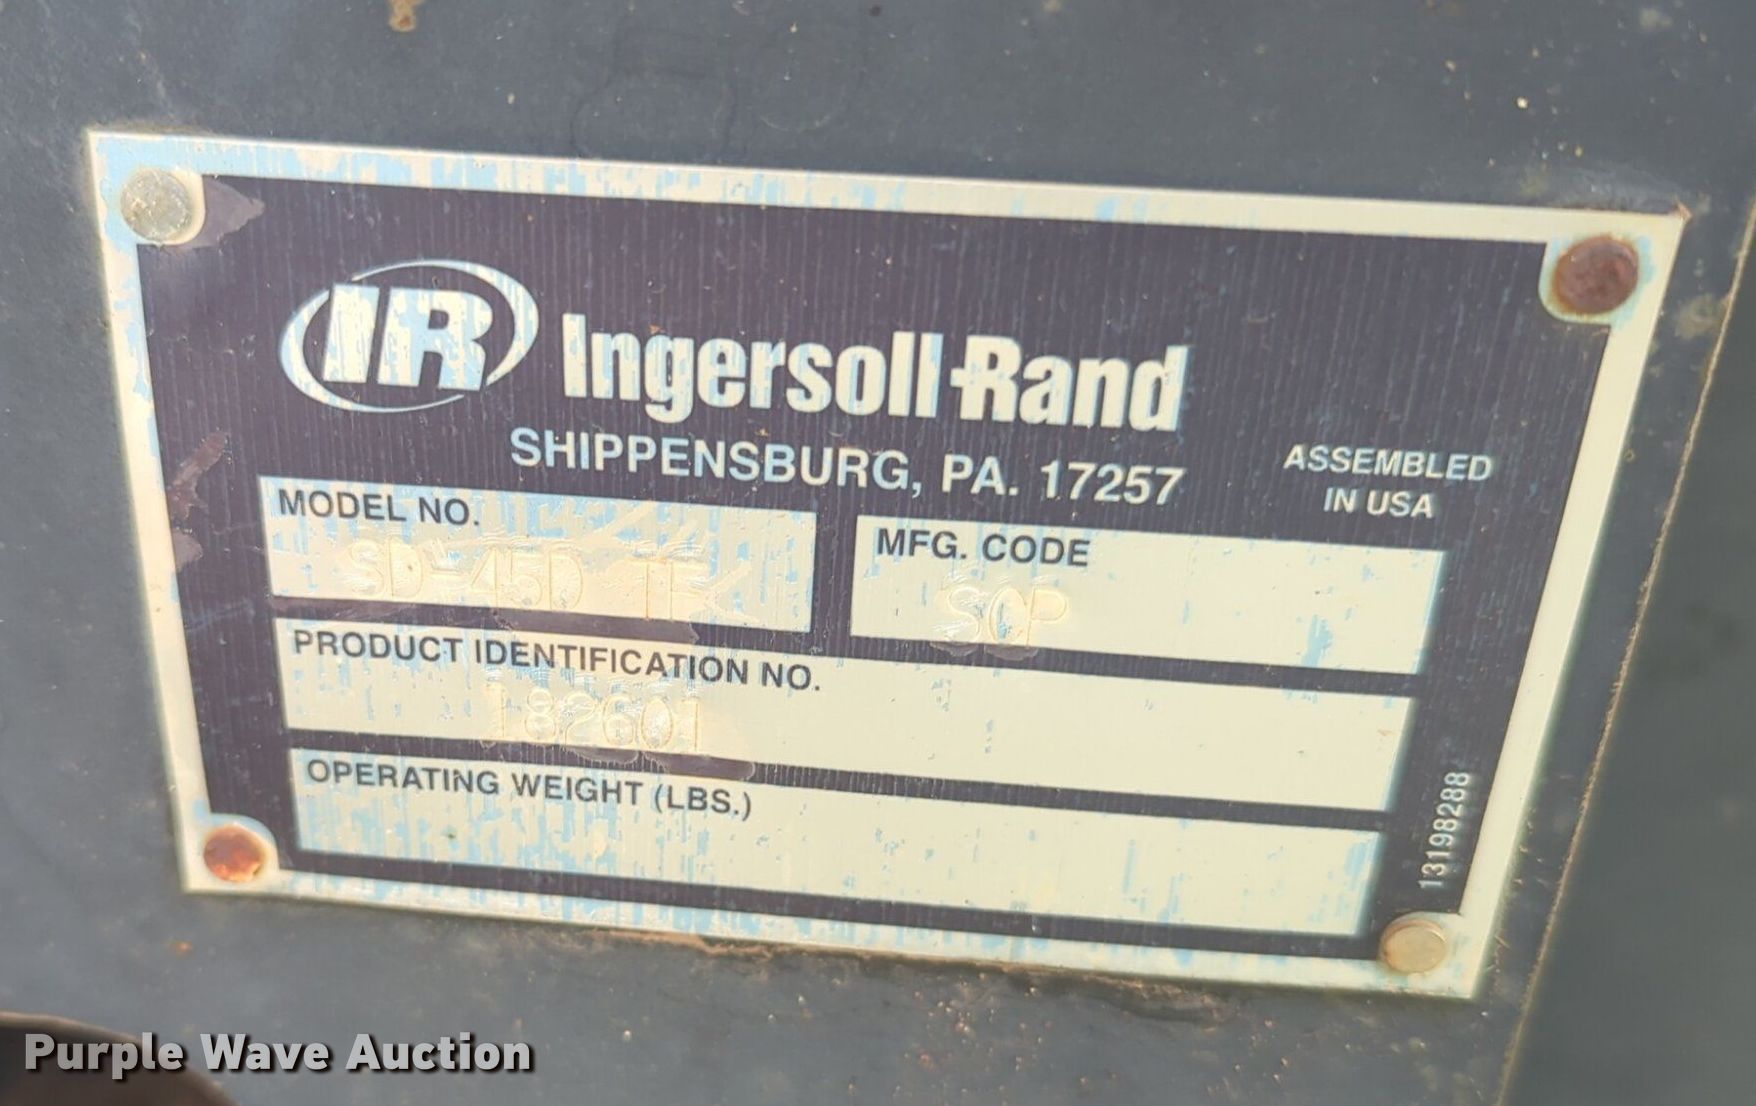 IR Ingersoll-Rand
SHIPPENSBURG, PA. 17257
ASSEMBLED
IN USA
MODEL NO.
SD-45D TF
MFG. CODE
SCP
PRODUCT IDENTIFICATION NO.
182601
OPERATING WEIGHT (LBS.)
13198288
Purple Wave Auction